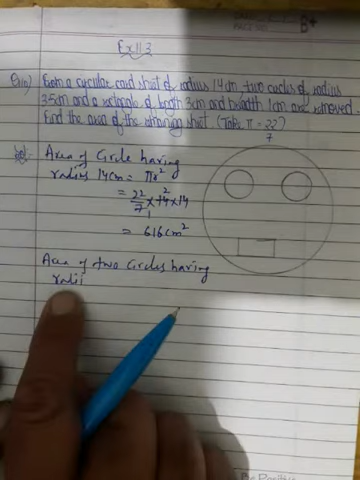 Ex 11.3
Q10) From a circular card sheet of radius 14cm, two circles of radius
3.5cm and a rectangle of length 3cm and breadth 1cm are removed.
Find the area of the remaining sheet. (Take π = 22/7)
Sol) Area of Circle having
radius 14cm = πr²
= 22/7 × 14 × 14
2
1
= 616cm²
Area of two circles having
radii
B+